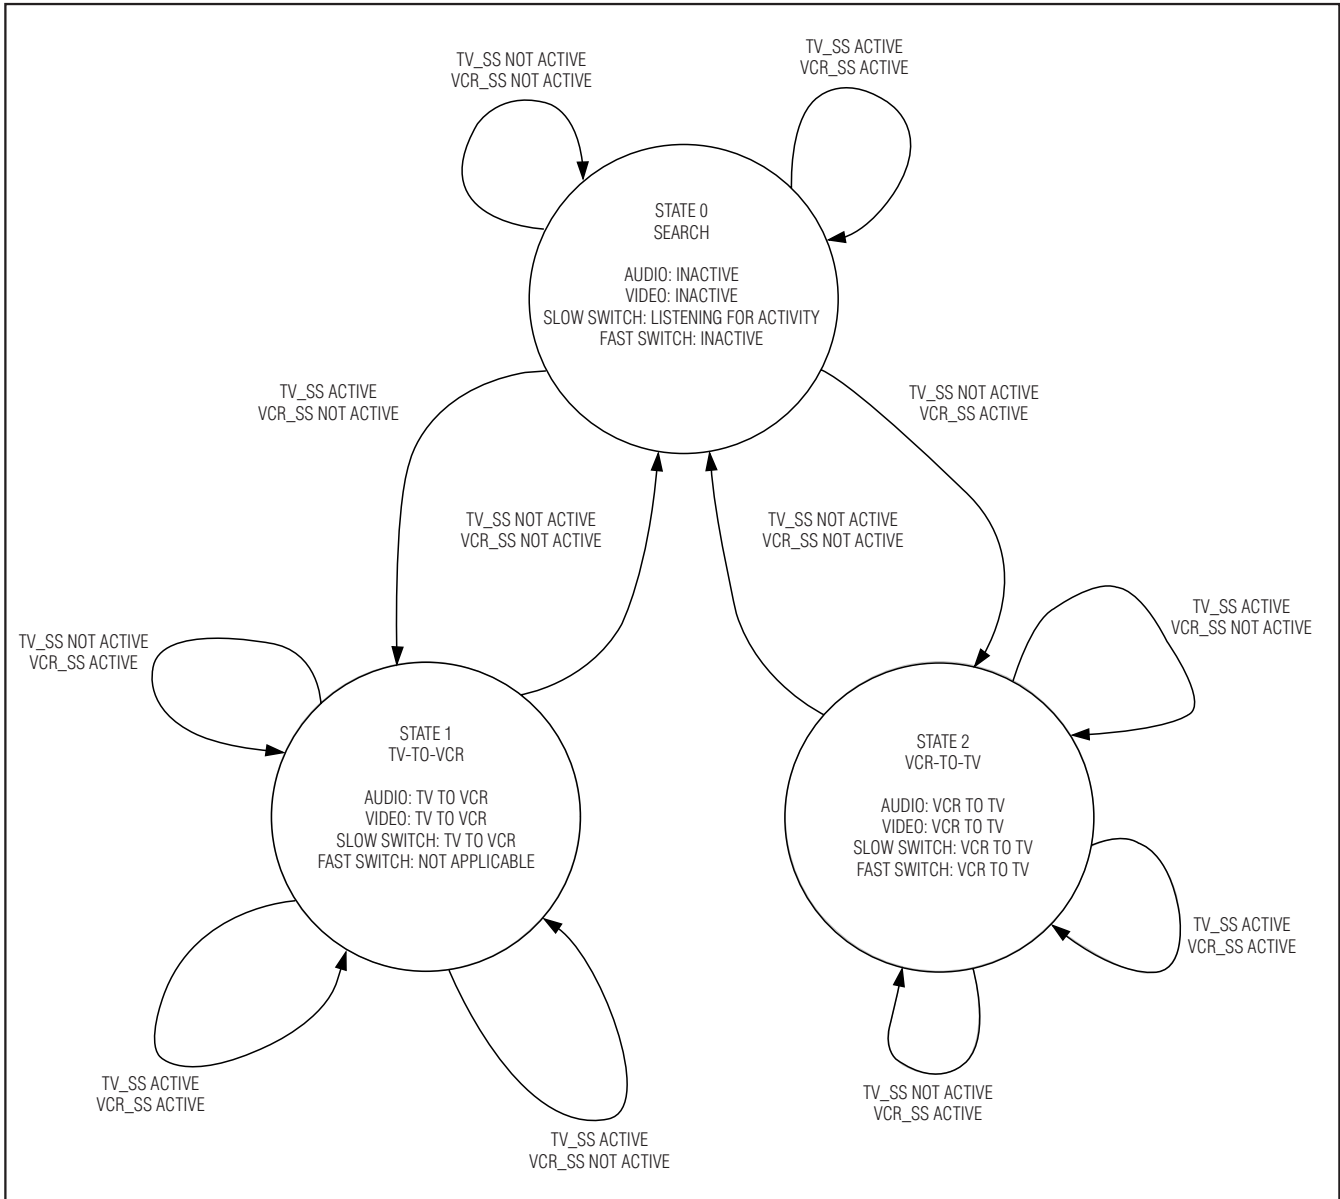 TV_SS NOT ACTIVE
VCR_SS NOT ACTIVE
TV_SS ACTIVE
VCR_SS ACTIVE
STATE 0
SEARCH
AUDIO: INACTIVE
VIDEO: INACTIVE
SLOW SWITCH: LISTENING FOR ACTIVITY
FAST SWITCH: INACTIVE
TV_SS ACTIVE
VCR_SS NOT ACTIVE
TV_SS NOT ACTIVE
VCR_SS ACTIVE
TV_SS NOT ACTIVE
VCR_SS NOT ACTIVE
TV_SS NOT ACTIVE
VCR_SS NOT ACTIVE
TV_SS NOT ACTIVE
VCR_SS ACTIVE
TV_SS ACTIVE
VCR_SS NOT ACTIVE
STATE 1
TV-TO-VCR
AUDIO: TV TO VCR
VIDEO: TV TO VCR
SLOW SWITCH: TV TO VCR
FAST SWITCH: NOT APPLICABLE
STATE 2
VCR-TO-TV
AUDIO: VCR TO TV
VIDEO: VCR TO TV
SLOW SWITCH: VCR TO TV
FAST SWITCH: VCR TO TV
TV_SS ACTIVE
VCR_SS ACTIVE
TV_SS ACTIVE
VCR_SS ACTIVE
TV_SS NOT ACTIVE
VCR_SS ACTIVE
TV_SS ACTIVE
VCR_SS NOT ACTIVE